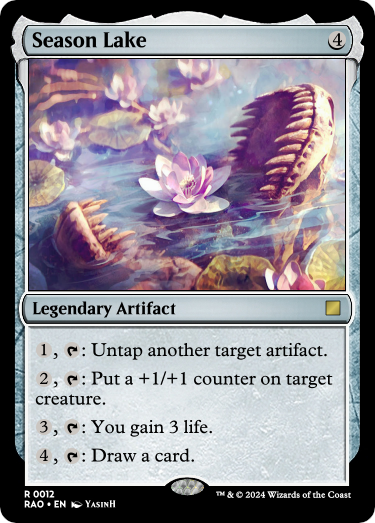 Season Lake 4
Legendary Artifact
1, T: Untap another target artifact.
2, T: Put a +1/+1 counter on target
creature.
3, T: You gain 3 life.
4, T: Draw a card.
R 0012
RAO • EN YasinH
™ & © 2024 Wizards of the Coast